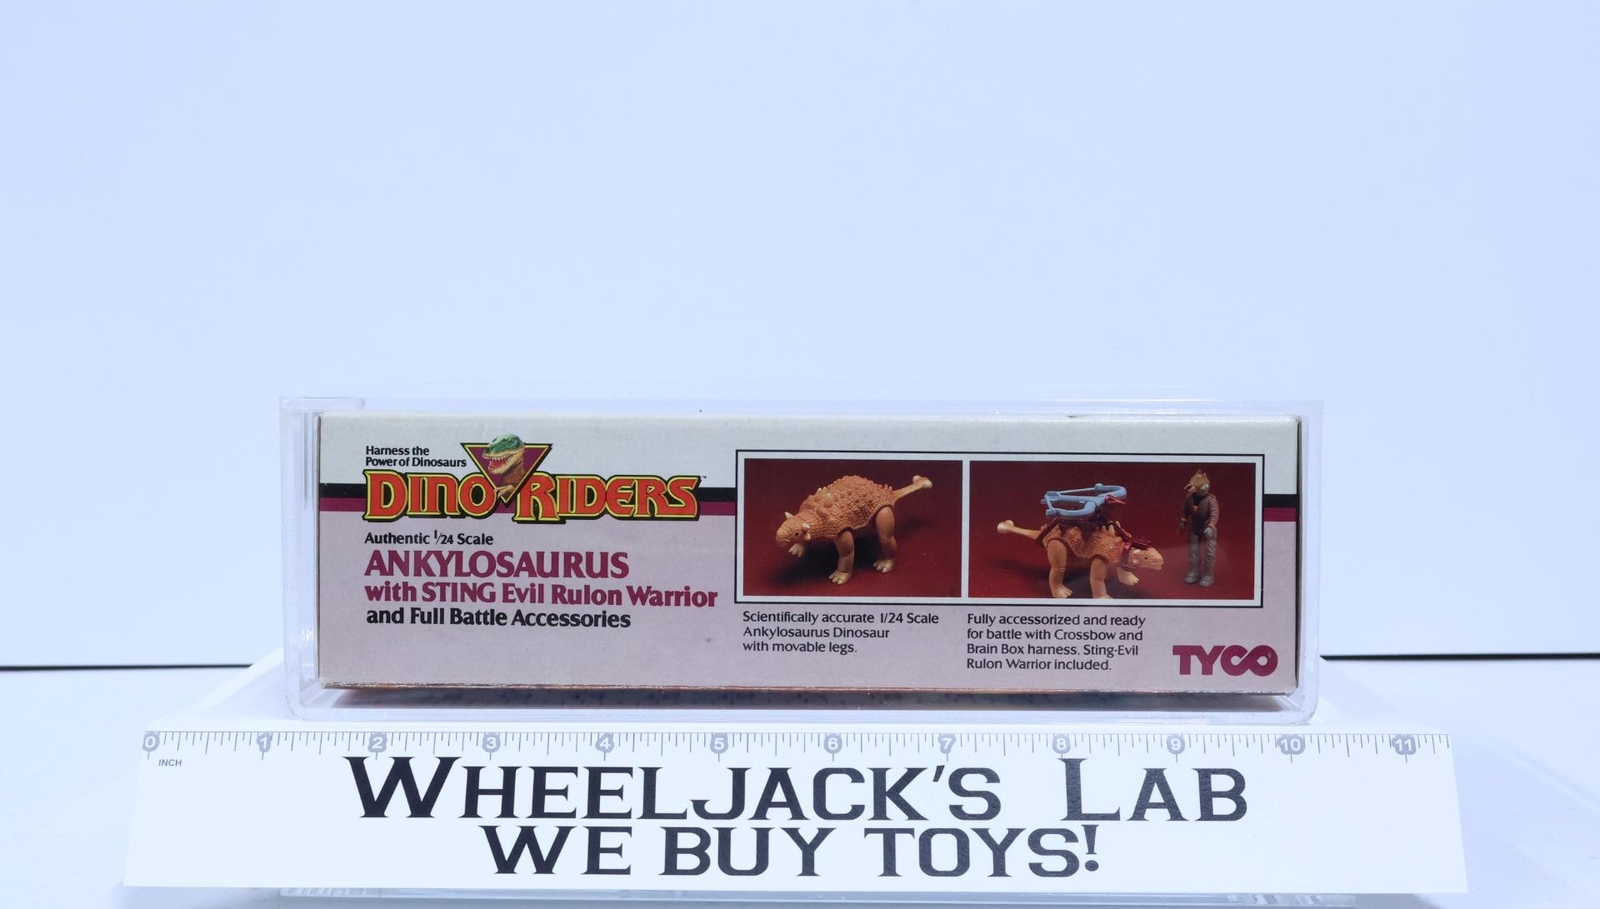 Harness the
Power of Dinosaurs
DINO RIDERS™
Authentic 1/24 Scale
ANKYLOSAURUS
with STING Evil Rulon Warrior
and Full Battle Accessories
Scientifically accurate 1/24 Scale
Ankylosaurus Dinosaur
with movable legs.
Fully accessorized and ready
for battle with Crossbow and
Brain Box harness. Sting-Evil
Rulon Warrior included.
TYCO
0 1 2 3 4 5 6 7 8 9 10 11
INCH
WHEELJACK'S LAB
WE BUY TOYS!